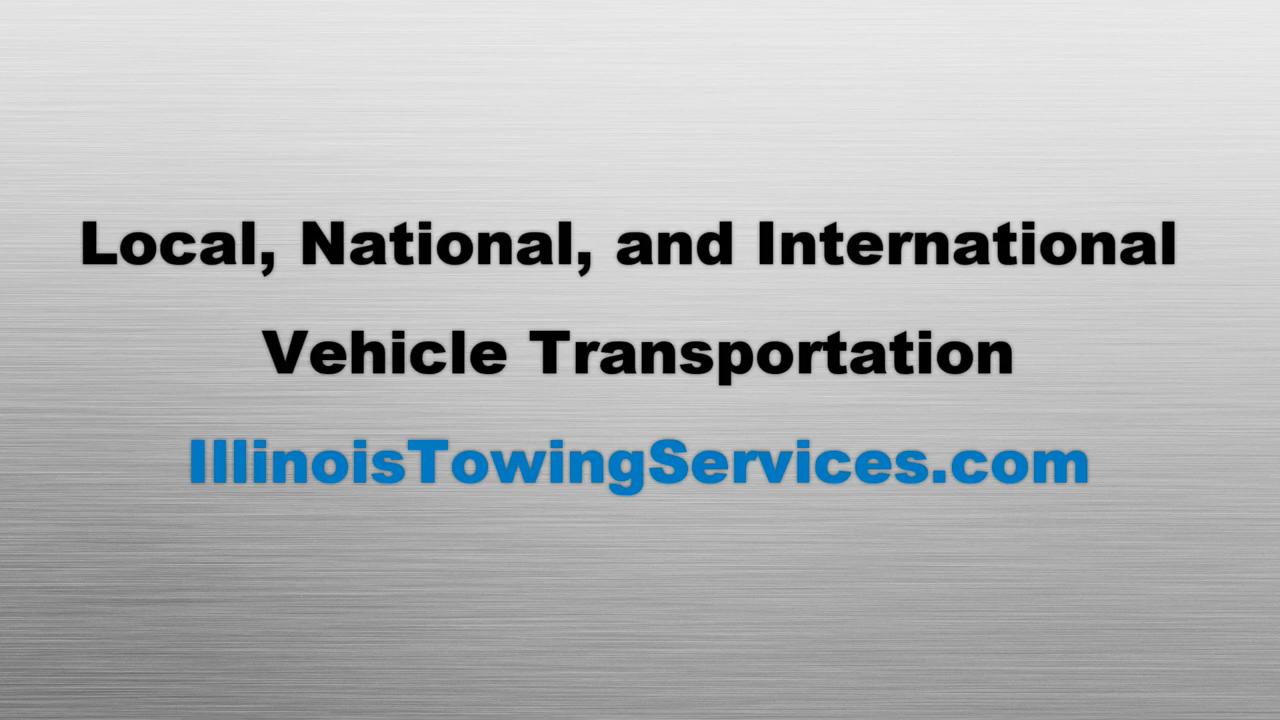 Local, National, and International
Vehicle Transportation
IllinoisTowingServices.com